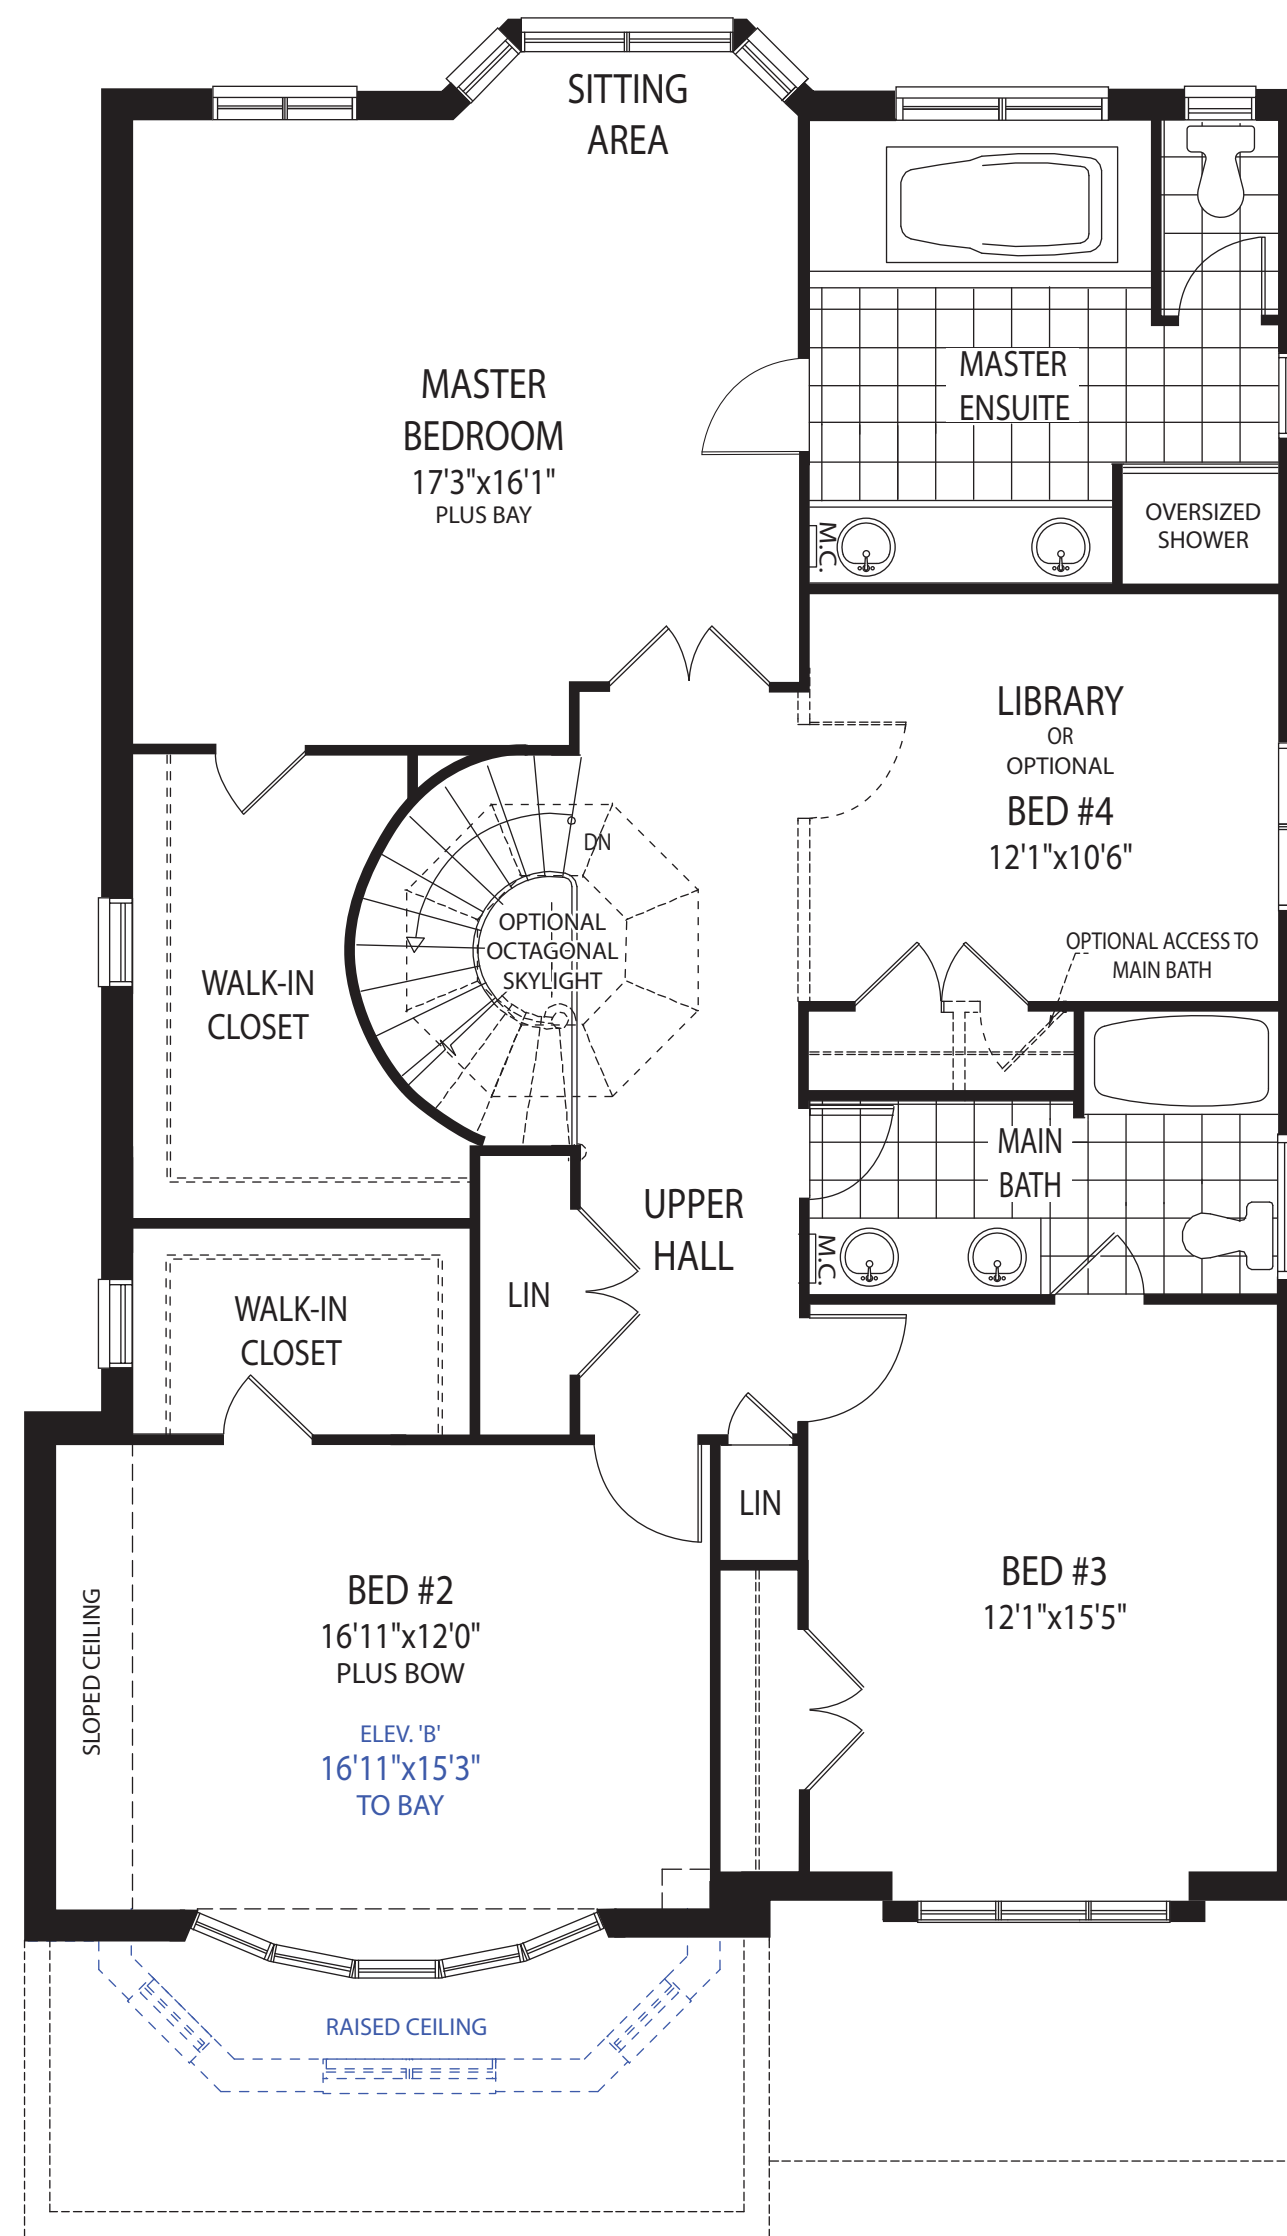 SITTING
AREA
MASTER
BEDROOM
17'3"x16'1"
PLUS BAY
MASTER
ENSUITE
OVERSIZED
SHOWER
M.C.
LIBRARY
OR
OPTIONAL
BED #4
12'1"x10'6"
DN
OPTIONAL
OCTAGONAL
SKYLIGHT
OPTIONAL ACCESS TO
MAIN BATH
WALK-IN
CLOSET
MAIN
BATH
M.C.
UPPER
HALL
LIN
WALK-IN
CLOSET
LIN
BED #2
16'11"x12'0"
PLUS BOW
ELEV. 'B'
16'11"x15'3"
TO BAY
SLOPED CEILING
BED #3
12'1"x15'5"
RAISED CEILING